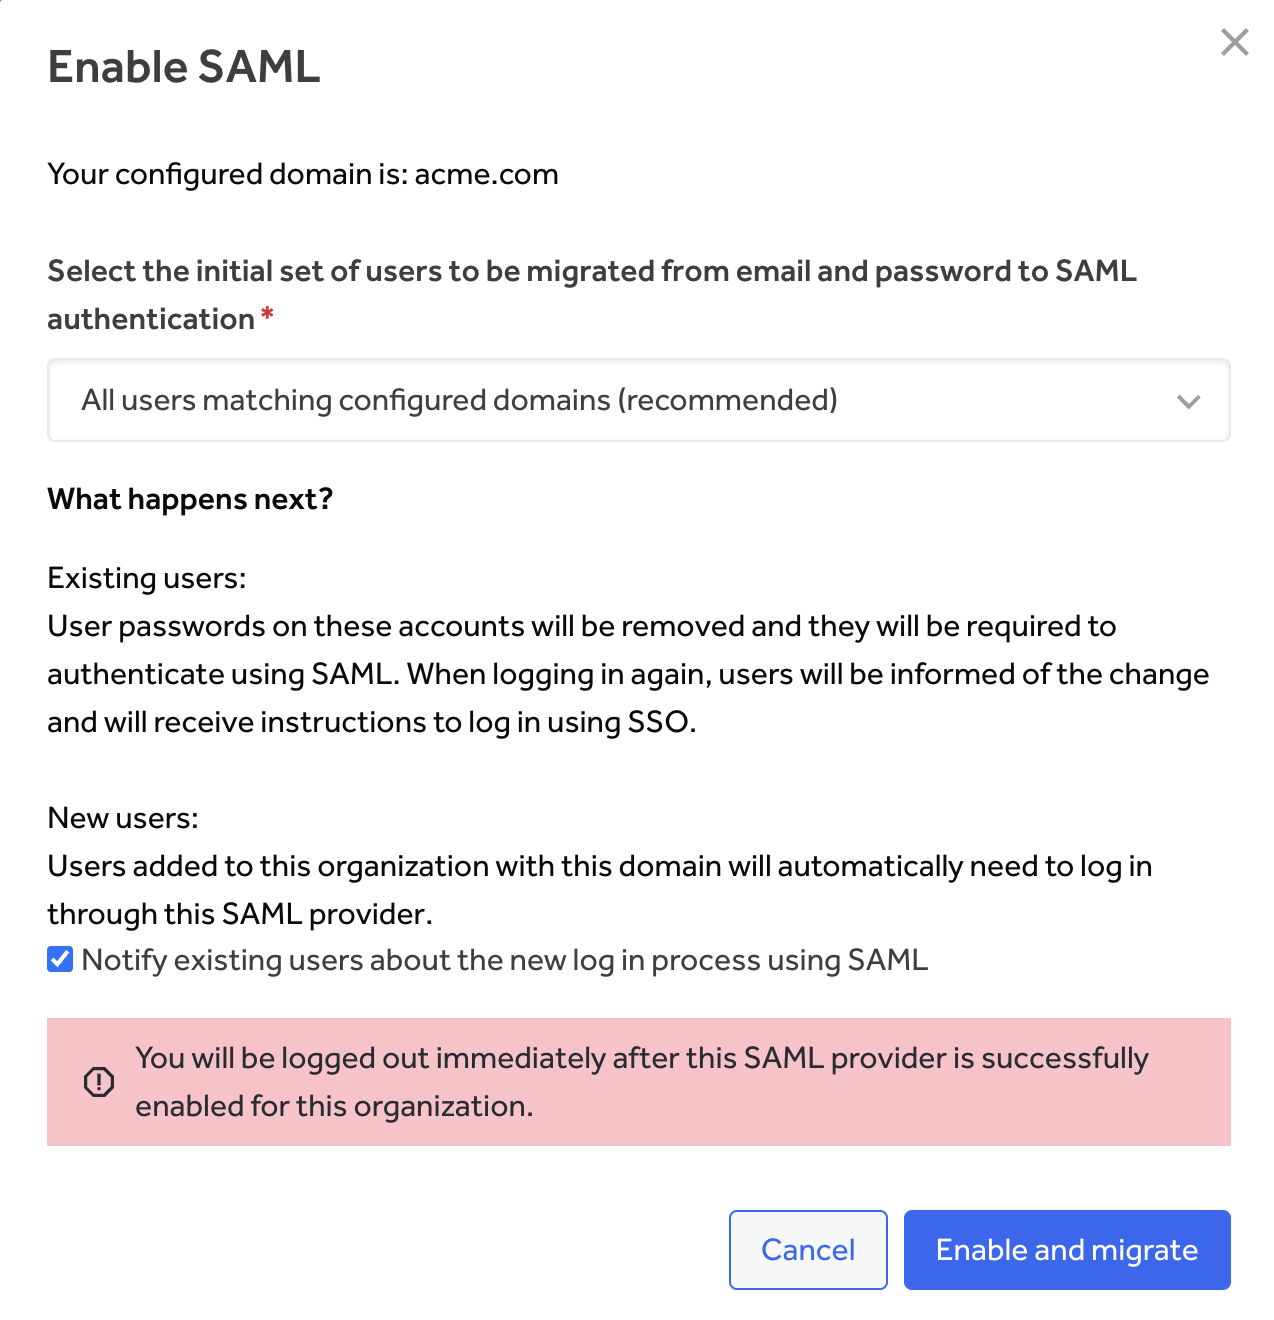 Enable SAML
Your configured domain is: acme.com
Select the initial set of users to be migrated from email and password to SAML
authentication *
All users matching configured domains (recommended)
What happens next?
Existing users:
User passwords on these accounts will be removed and they will be required to
authenticate using SAML. When logging in again, users will be informed of the change
and will receive instructions to log in using SSO.
New users:
Users added to this organization with this domain will automatically need to log in
through this SAML provider.
Notify existing users about the new log in process using SAML
You will be logged out immediately after this SAML provider is successfully
enabled for this organization.
Cancel
Enable and migrate